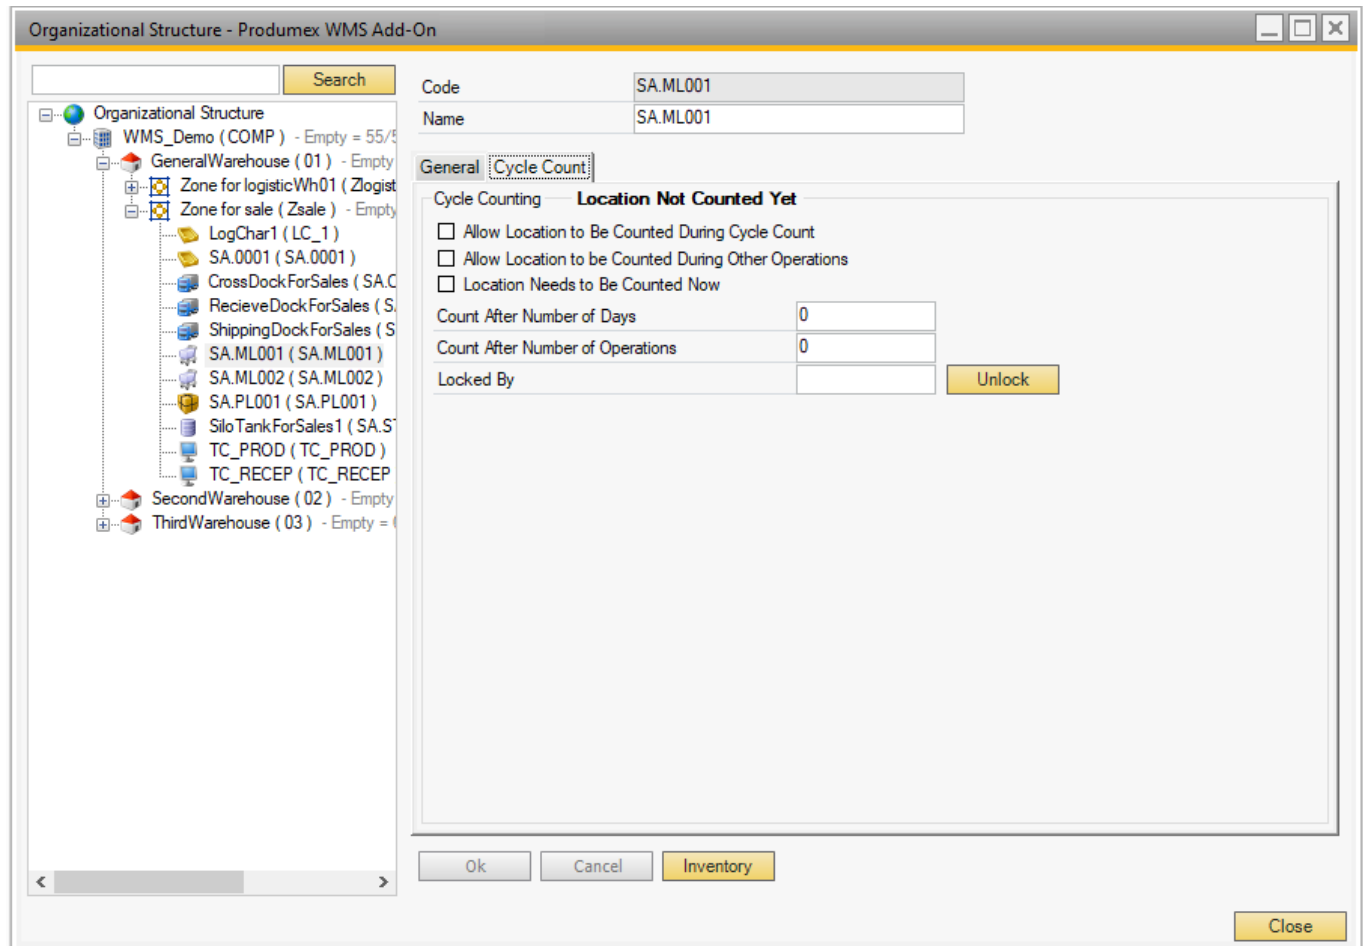 Organizational Structure - Produmex WMS Add-On
Search
Organizational Structure
WMS_Demo ( COMP ) - Empty = 55/5
GeneralWarehouse ( 01 ) - Empty
Zone for logisticWh01 ( Zlogist
Zone for sale ( Zsale ) - Empty
LogChar1 ( LC_1 )
SA.0001 ( SA.0001 )
CrossDockForSales ( SA.C
RecieveDockForSales ( S
ShippingDockForSales ( S
SA.ML001 ( SA.ML001 )
SA.ML002 ( SA.ML002 )
SA.PL001 ( SA.PL001 )
SiloTankForSales1 ( SA.S
TC_PROD ( TC_PROD )
TC_RECEP ( TC_RECEP
SecondWarehouse ( 02 ) - Empty
ThirdWarehouse ( 03 ) - Empty =
Code SA.ML001
Name SA.ML001
General Cycle Count
Cycle Counting Location Not Counted Yet
Allow Location to Be Counted During Cycle Count
Allow Location to be Counted During Other Operations
Location Needs to Be Counted Now
Count After Number of Days 0
Count After Number of Operations 0
Locked By Unlock
Ok Cancel Inventory
Close